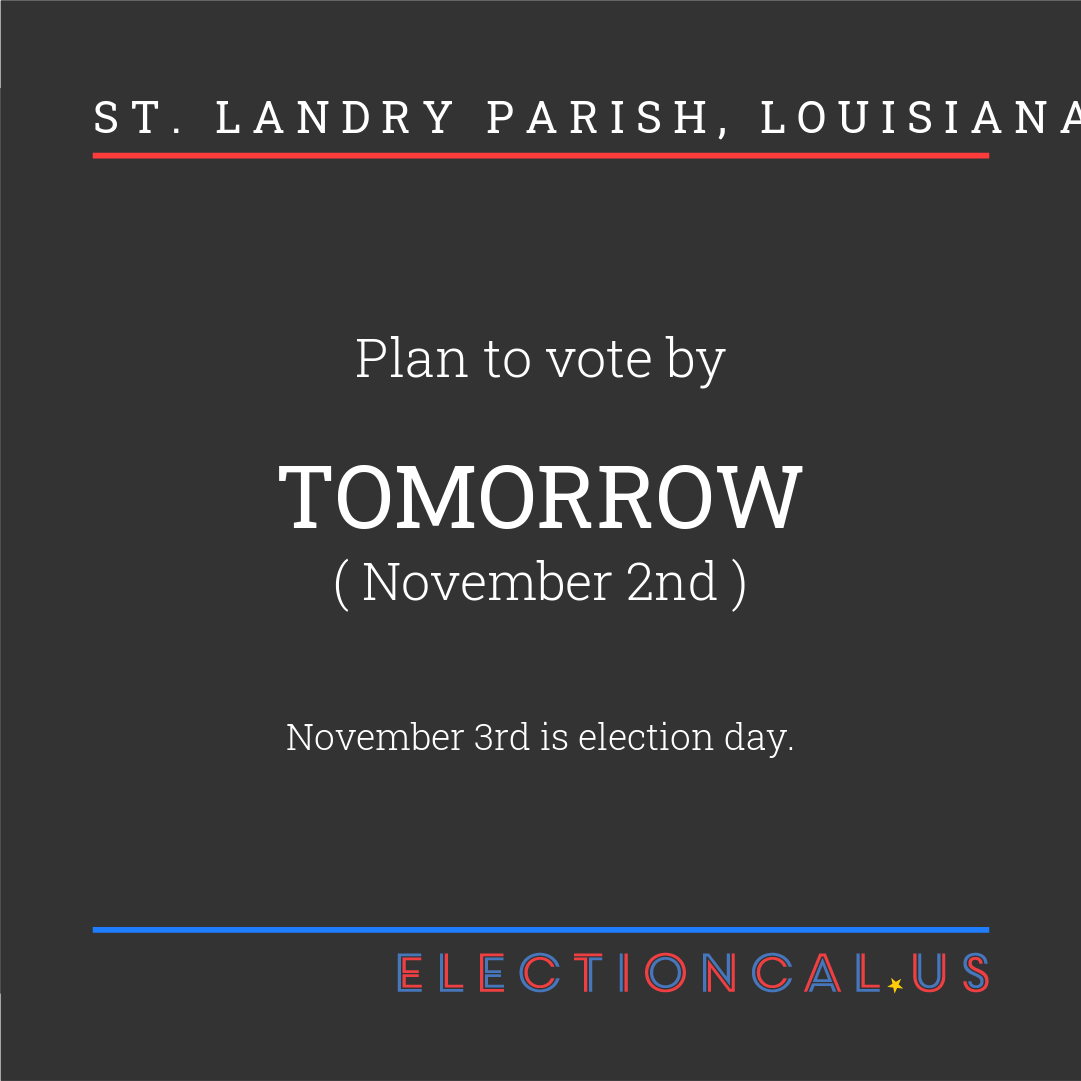 ST. LANDRY PARISH, LOUISIANA
Plan to vote by
TOMORROW
( November 2nd )
November 3rd is election day.
ELECTIONCAL.US